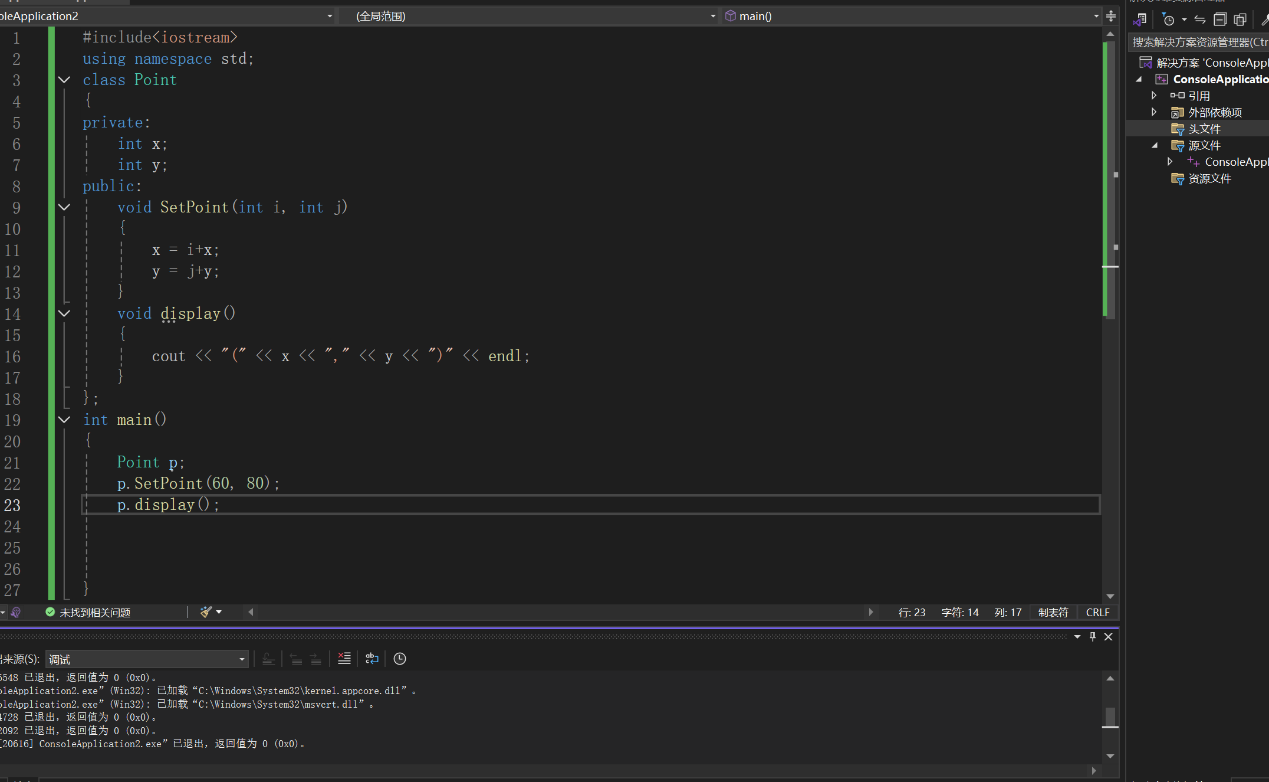 oleApplication2
(全局范围)
main()
搜索解决方案资源管理器(Ctr
解决方案 'ConsoleAppl
ConsoleApplicatio
引用
外部依赖项
头文件
源文件
ConsoleAppl
资源文件
1 #include<iostream>
2 using namespace std;
3 class Point
4 {
5 private:
6 int x;
7 int y;
8 public:
9 void SetPoint(int i, int j)
10 {
11 x = i+x;
12 y = j+y;
13 }
14 void display()
15 {
16 cout << "(" << x << "," << y << ")" << endl;
17 }
18 };
19 int main()
20 {
21 Point p;
22 p.SetPoint(60, 80);
23 p.display();
24
25
26
27 }
未找到相关问题
行: 23 字符: 14 列: 17 制表符 CRLF
出来源(S): 调试
5548 已退出，返回值为 0 (0x0)。
oleApplication2.exe”(Win32): 已加载“C:\Windows\System32\kernel.appcore.dll”。
oleApplication2.exe”(Win32): 已加载“C:\Windows\System32\msvcrt.dll”。
4728 已退出，返回值为 0 (0x0)。
2092 已退出，返回值为 0 (0x0)。
[20616] ConsoleApplication2.exe”已退出，返回值为 0 (0x0)。